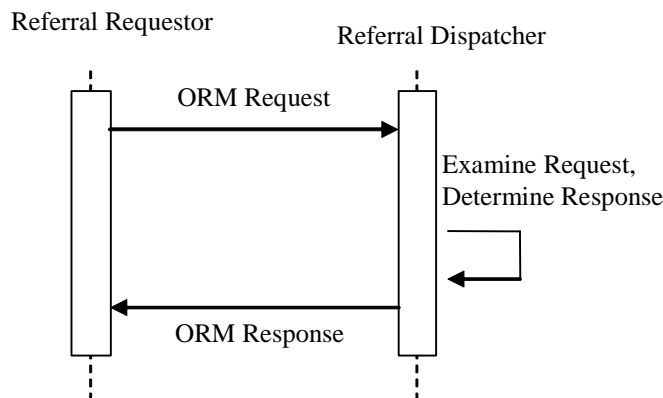 Referral Requestor
Referral Dispatcher
ORM Request
Examine Request,
Determine Response
ORM Response